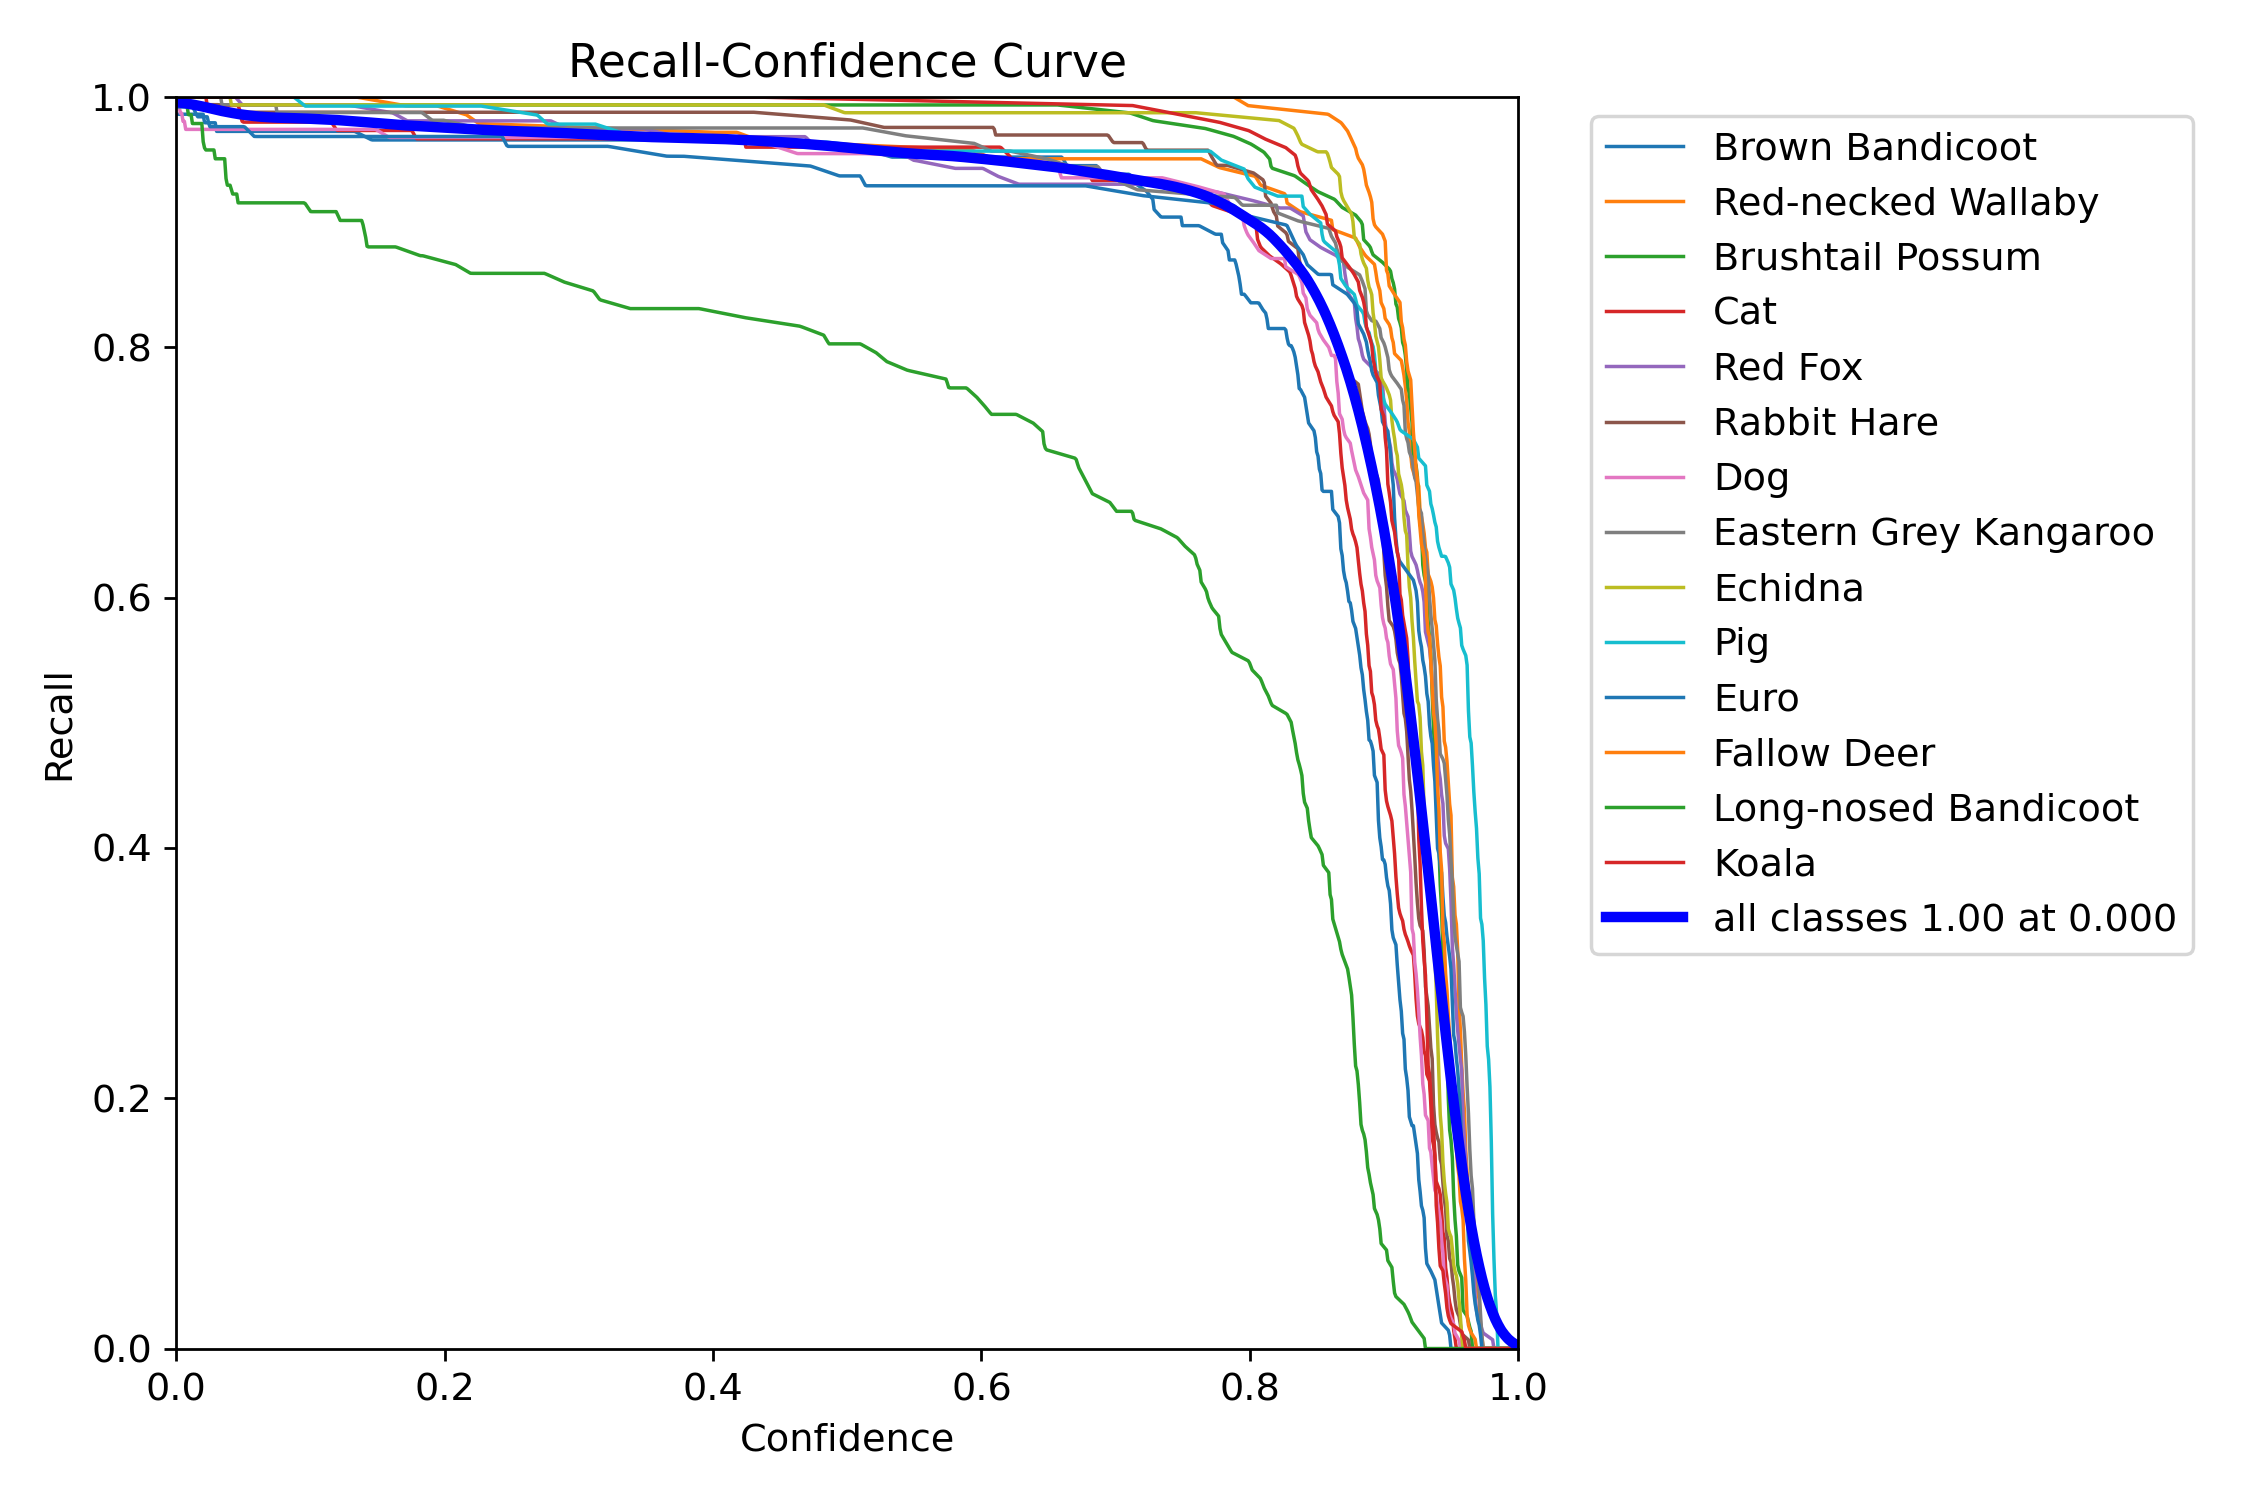 Recall-Confidence Curve
1.0
0.8
0.6
0.4
0.2
0.0
Recall
0.0 0.2 0.4 0.6 0.8 1.0
Confidence
Brown Bandicoot
Red-necked Wallaby
Brushtail Possum
Cat
Red Fox
Rabbit Hare
Dog
Eastern Grey Kangaroo
Echidna
Pig
Euro
Fallow Deer
Long-nosed Bandicoot
Koala
all classes 1.00 at 0.000